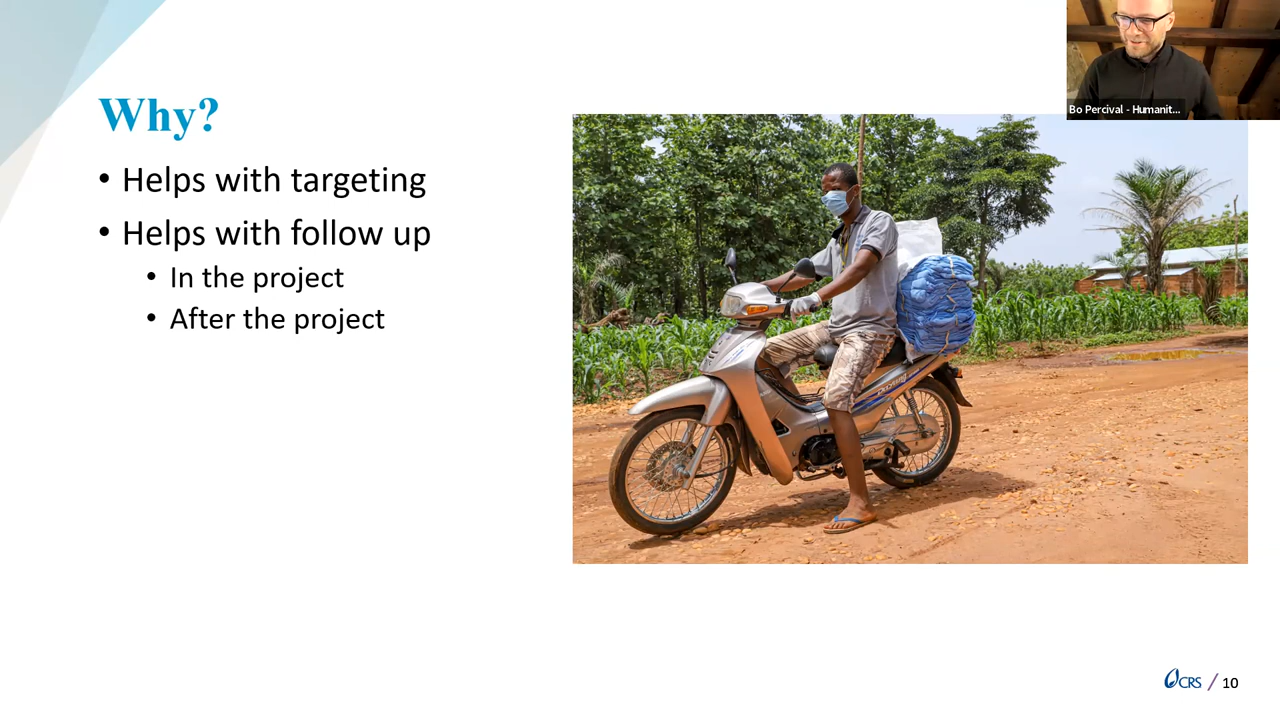 Why?
• Helps with targeting
• Helps with follow up
• In the project
• After the project
Bo Percival - Humanit...
CRS / 10